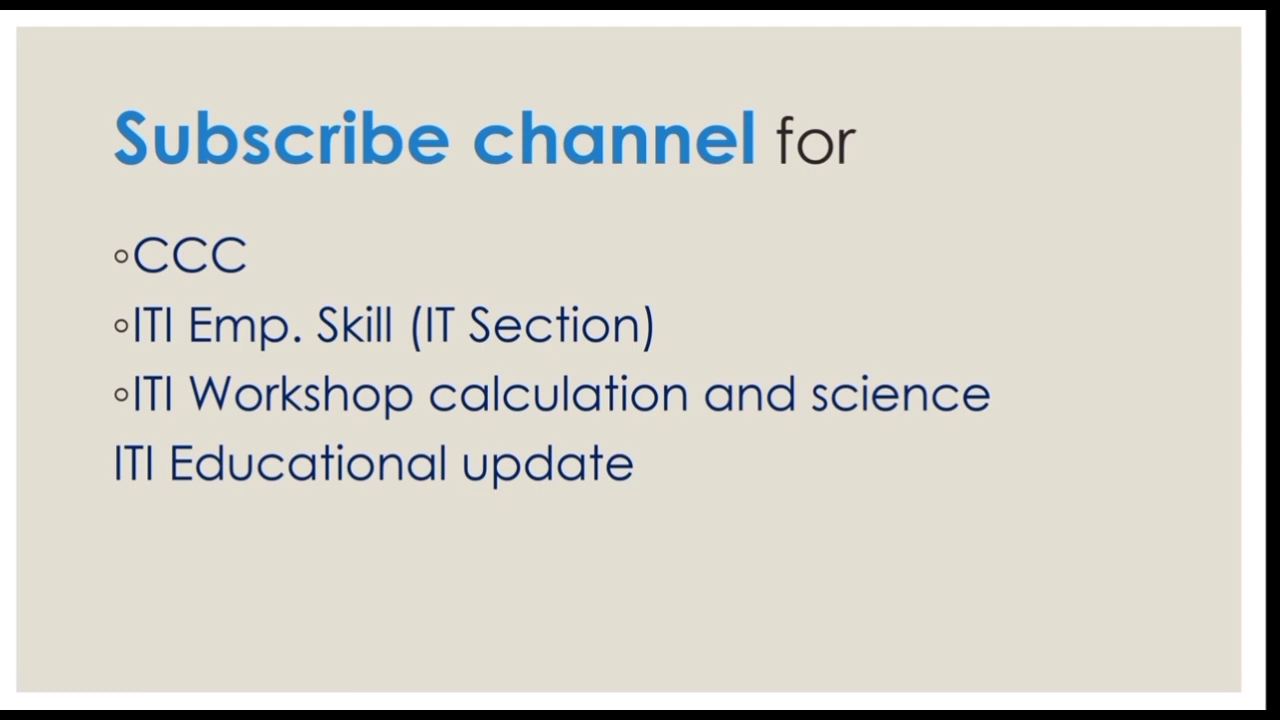 Subscribe channel for
◦CCC
◦ITI Emp. Skill (IT Section)
◦ITI Workshop calculation and science
ITI Educational update